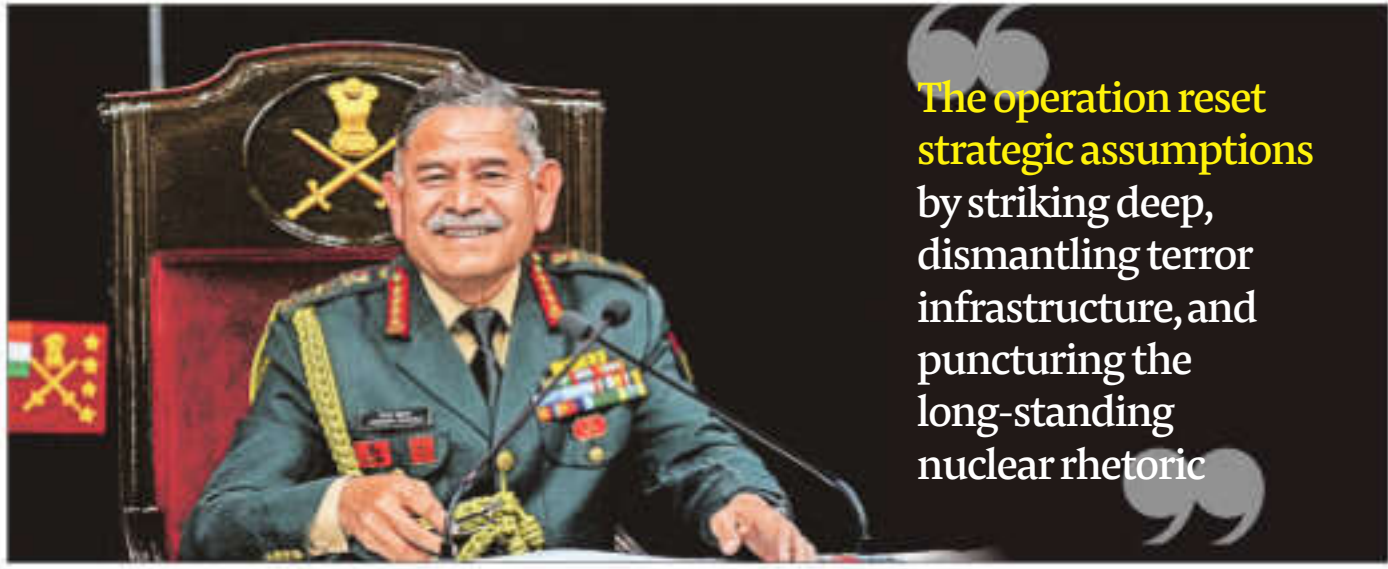 The operation reset
strategic assumptions
by striking deep,
dismantling terror
infrastructure, and
puncturing the
long-standing
nuclear rhetoric